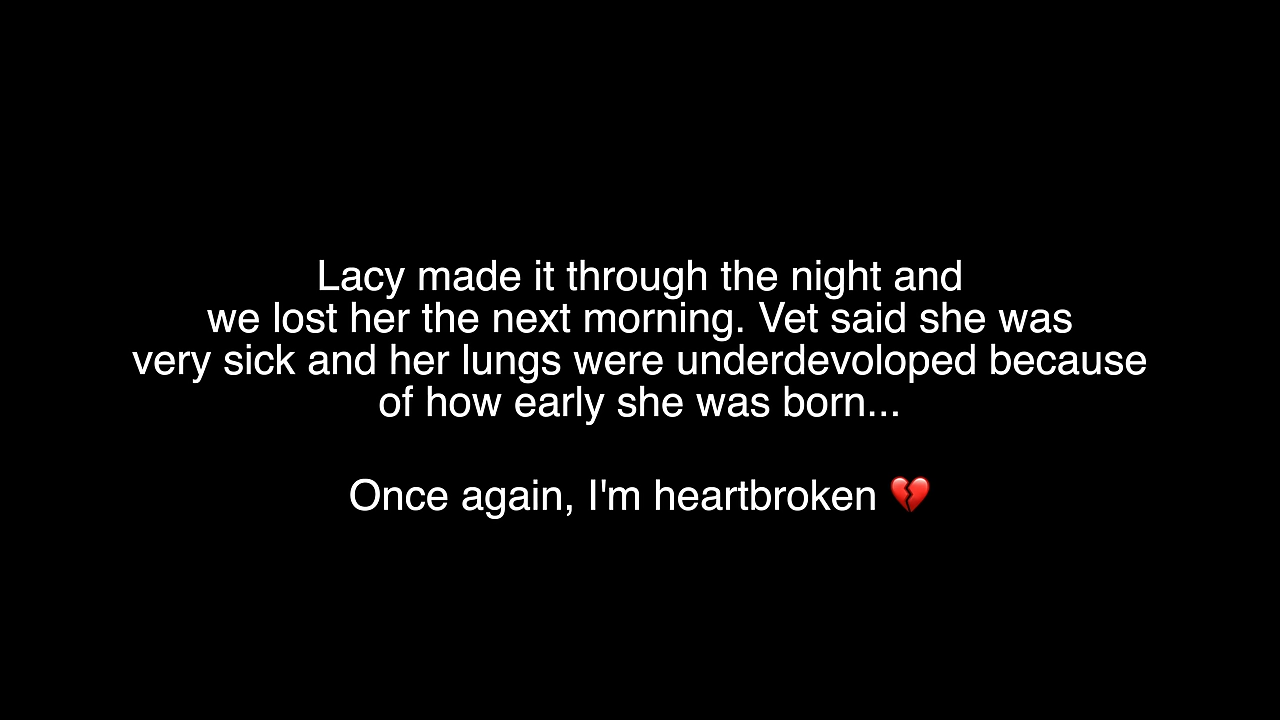 Lacy made it through the night and
we lost her the next morning. Vet said she was
very sick and her lungs were underdevoloped because
of how early she was born...
Once again, I'm heartbroken 💔